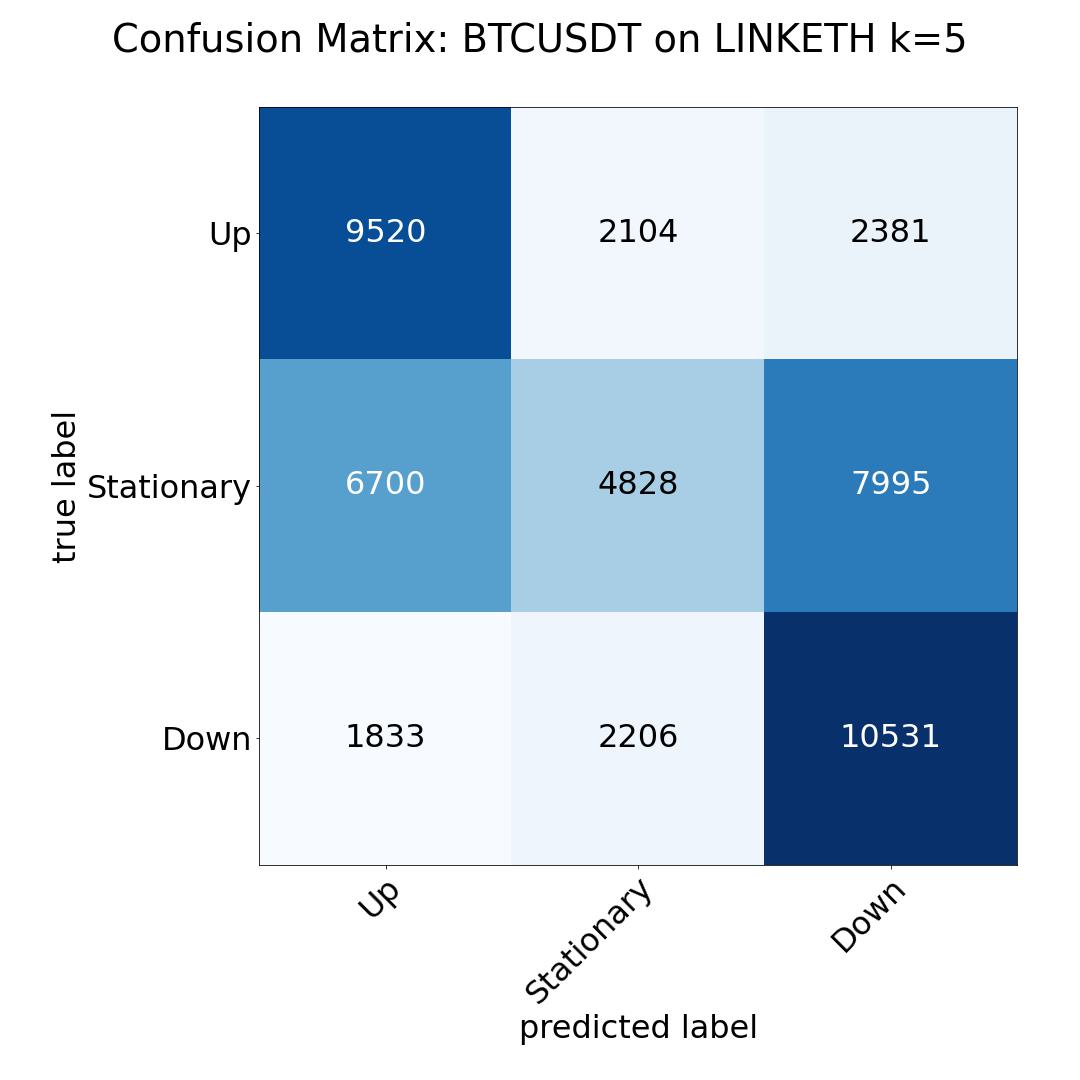 Confusion Matrix: BTCUSDT on LINKETH k=5
Up 9520 2104 2381
true label
Stationary 6700 4828 7995
Down 1833 2206 10531
Up Stationary Down
predicted label